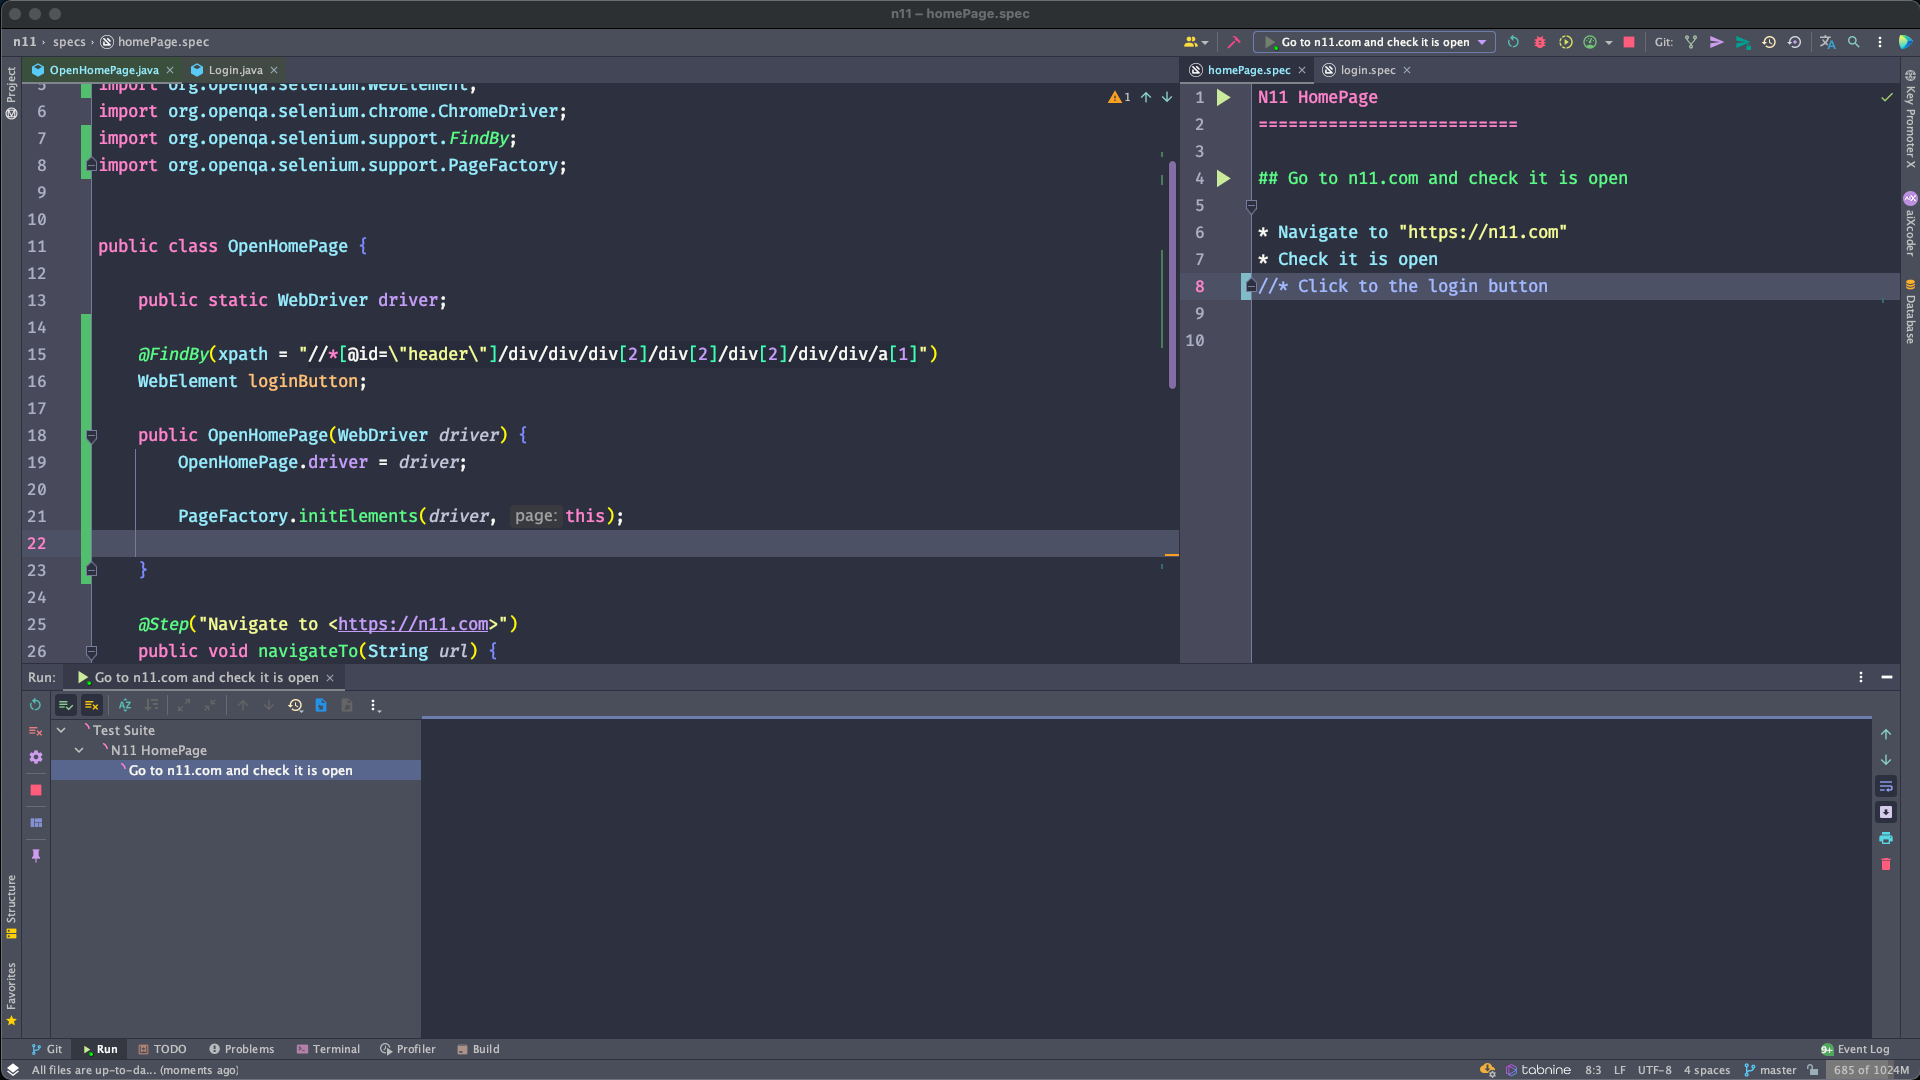 n11 – homePage.spec
n11 › specs › homePage.spec
Go to n11.com and check it is open
Git:
OpenHomePage.java
Login.java
homePage.spec
login.spec
Project
Structure
Favorites
5 import org.openqa.selenium.WebElement;
6 import org.openqa.selenium.chrome.ChromeDriver;
7 import org.openqa.selenium.support.FindBy;
8 import org.openqa.selenium.support.PageFactory;
9
10
11 public class OpenHomePage {
12
13 public static WebDriver driver;
14
15 @FindBy(xpath = "//*[@id=\"header\"]/div/div/div[2]/div[2]/div[2]/div/div/a[1]")
16 WebElement loginButton;
17
18 public OpenHomePage(WebDriver driver) {
19 OpenHomePage.driver = driver;
20
21 PageFactory.initElements(driver, page: this);
22
23 }
24
25 @Step("Navigate to <https://n11.com>")
26 public void navigateTo(String url) {
1
1 N11 HomePage
2 ==========================
3
4 ## Go to n11.com and check it is open
5
6 * Navigate to "https://n11.com"
7 * Check it is open
8 //* Click to the login button
9
10
Key Promoter X
aiXcoder
Database
Run: Go to n11.com and check it is open
Test Suite
N11 HomePage
Go to n11.com and check it is open
Git Run TODO Problems Terminal Profiler Build
9+ Event Log
All files are up-to-da... (moments ago)
tabnine 8:3 LF UTF-8 4 spaces master 685 of 1024M